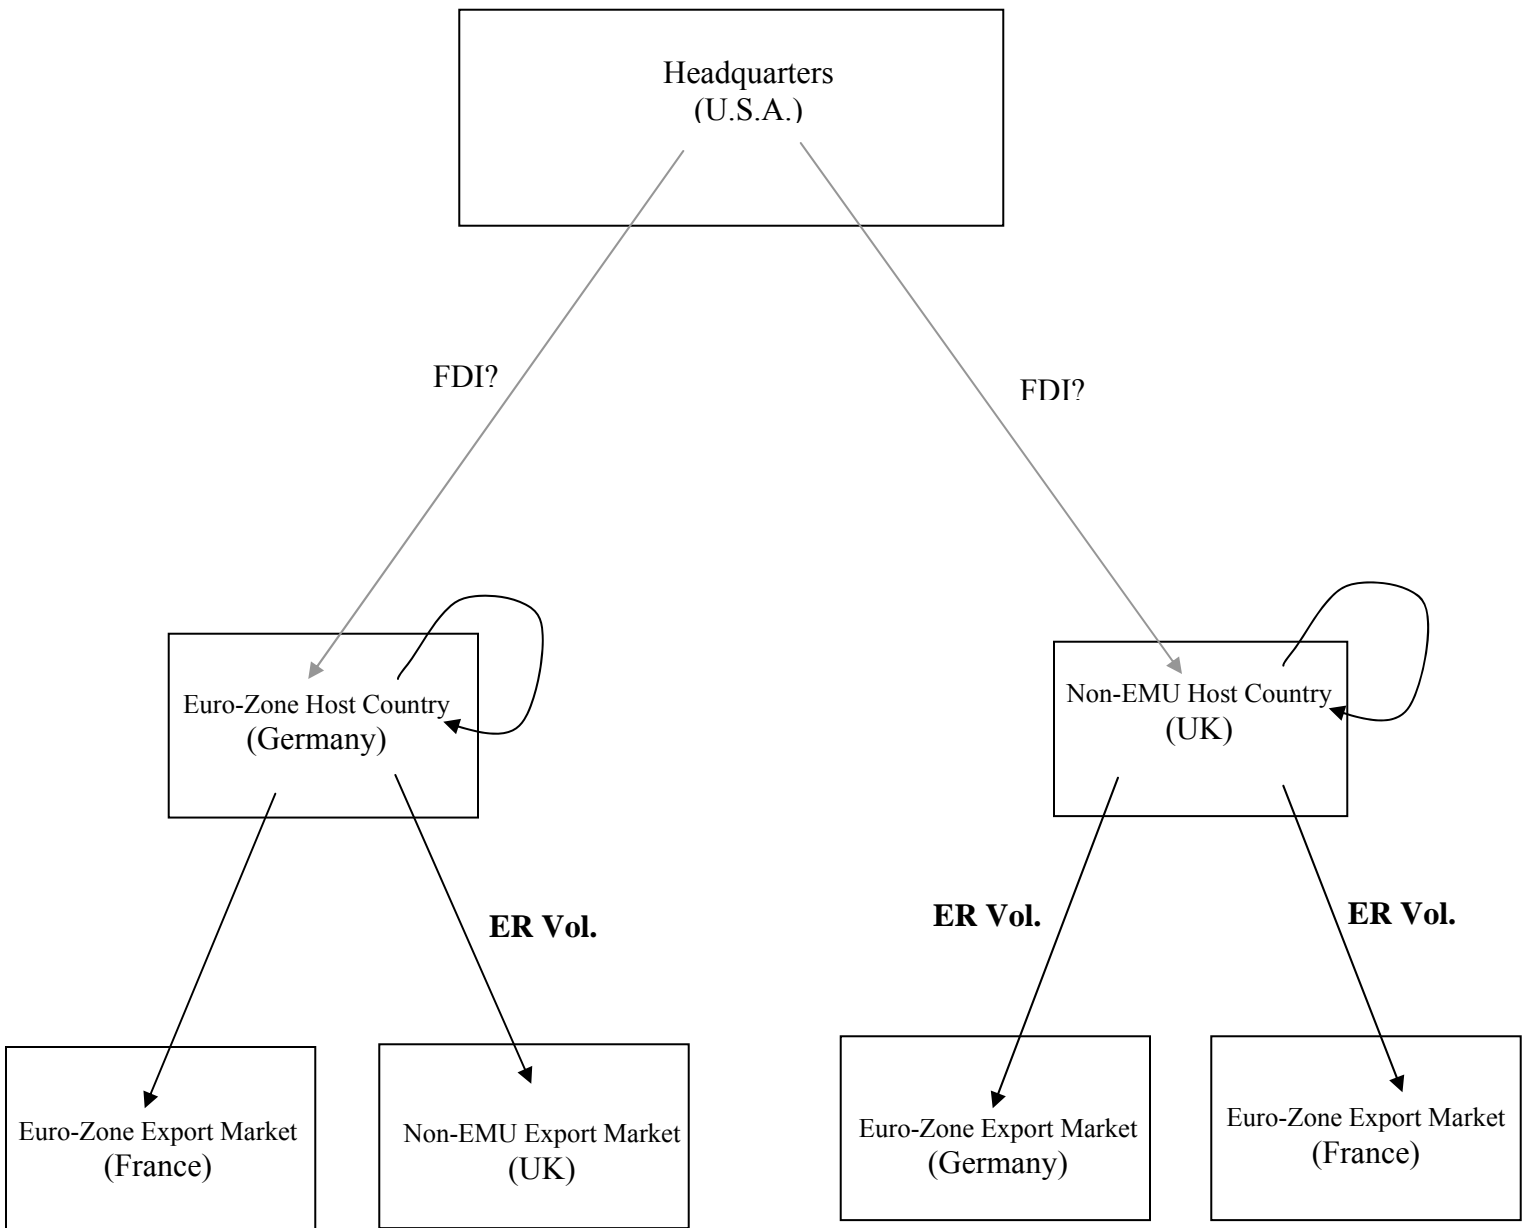 Headquarters
(U.S.A.)
FDI?
FDI?
Euro-Zone Host Country
(Germany)
Non-EMU Host Country
(UK)
ER Vol.
ER Vol.
ER Vol.
Euro-Zone Export Market
(France)
Non-EMU Export Market
(UK)
Euro-Zone Export Market
(Germany)
Euro-Zone Export Market
(France)